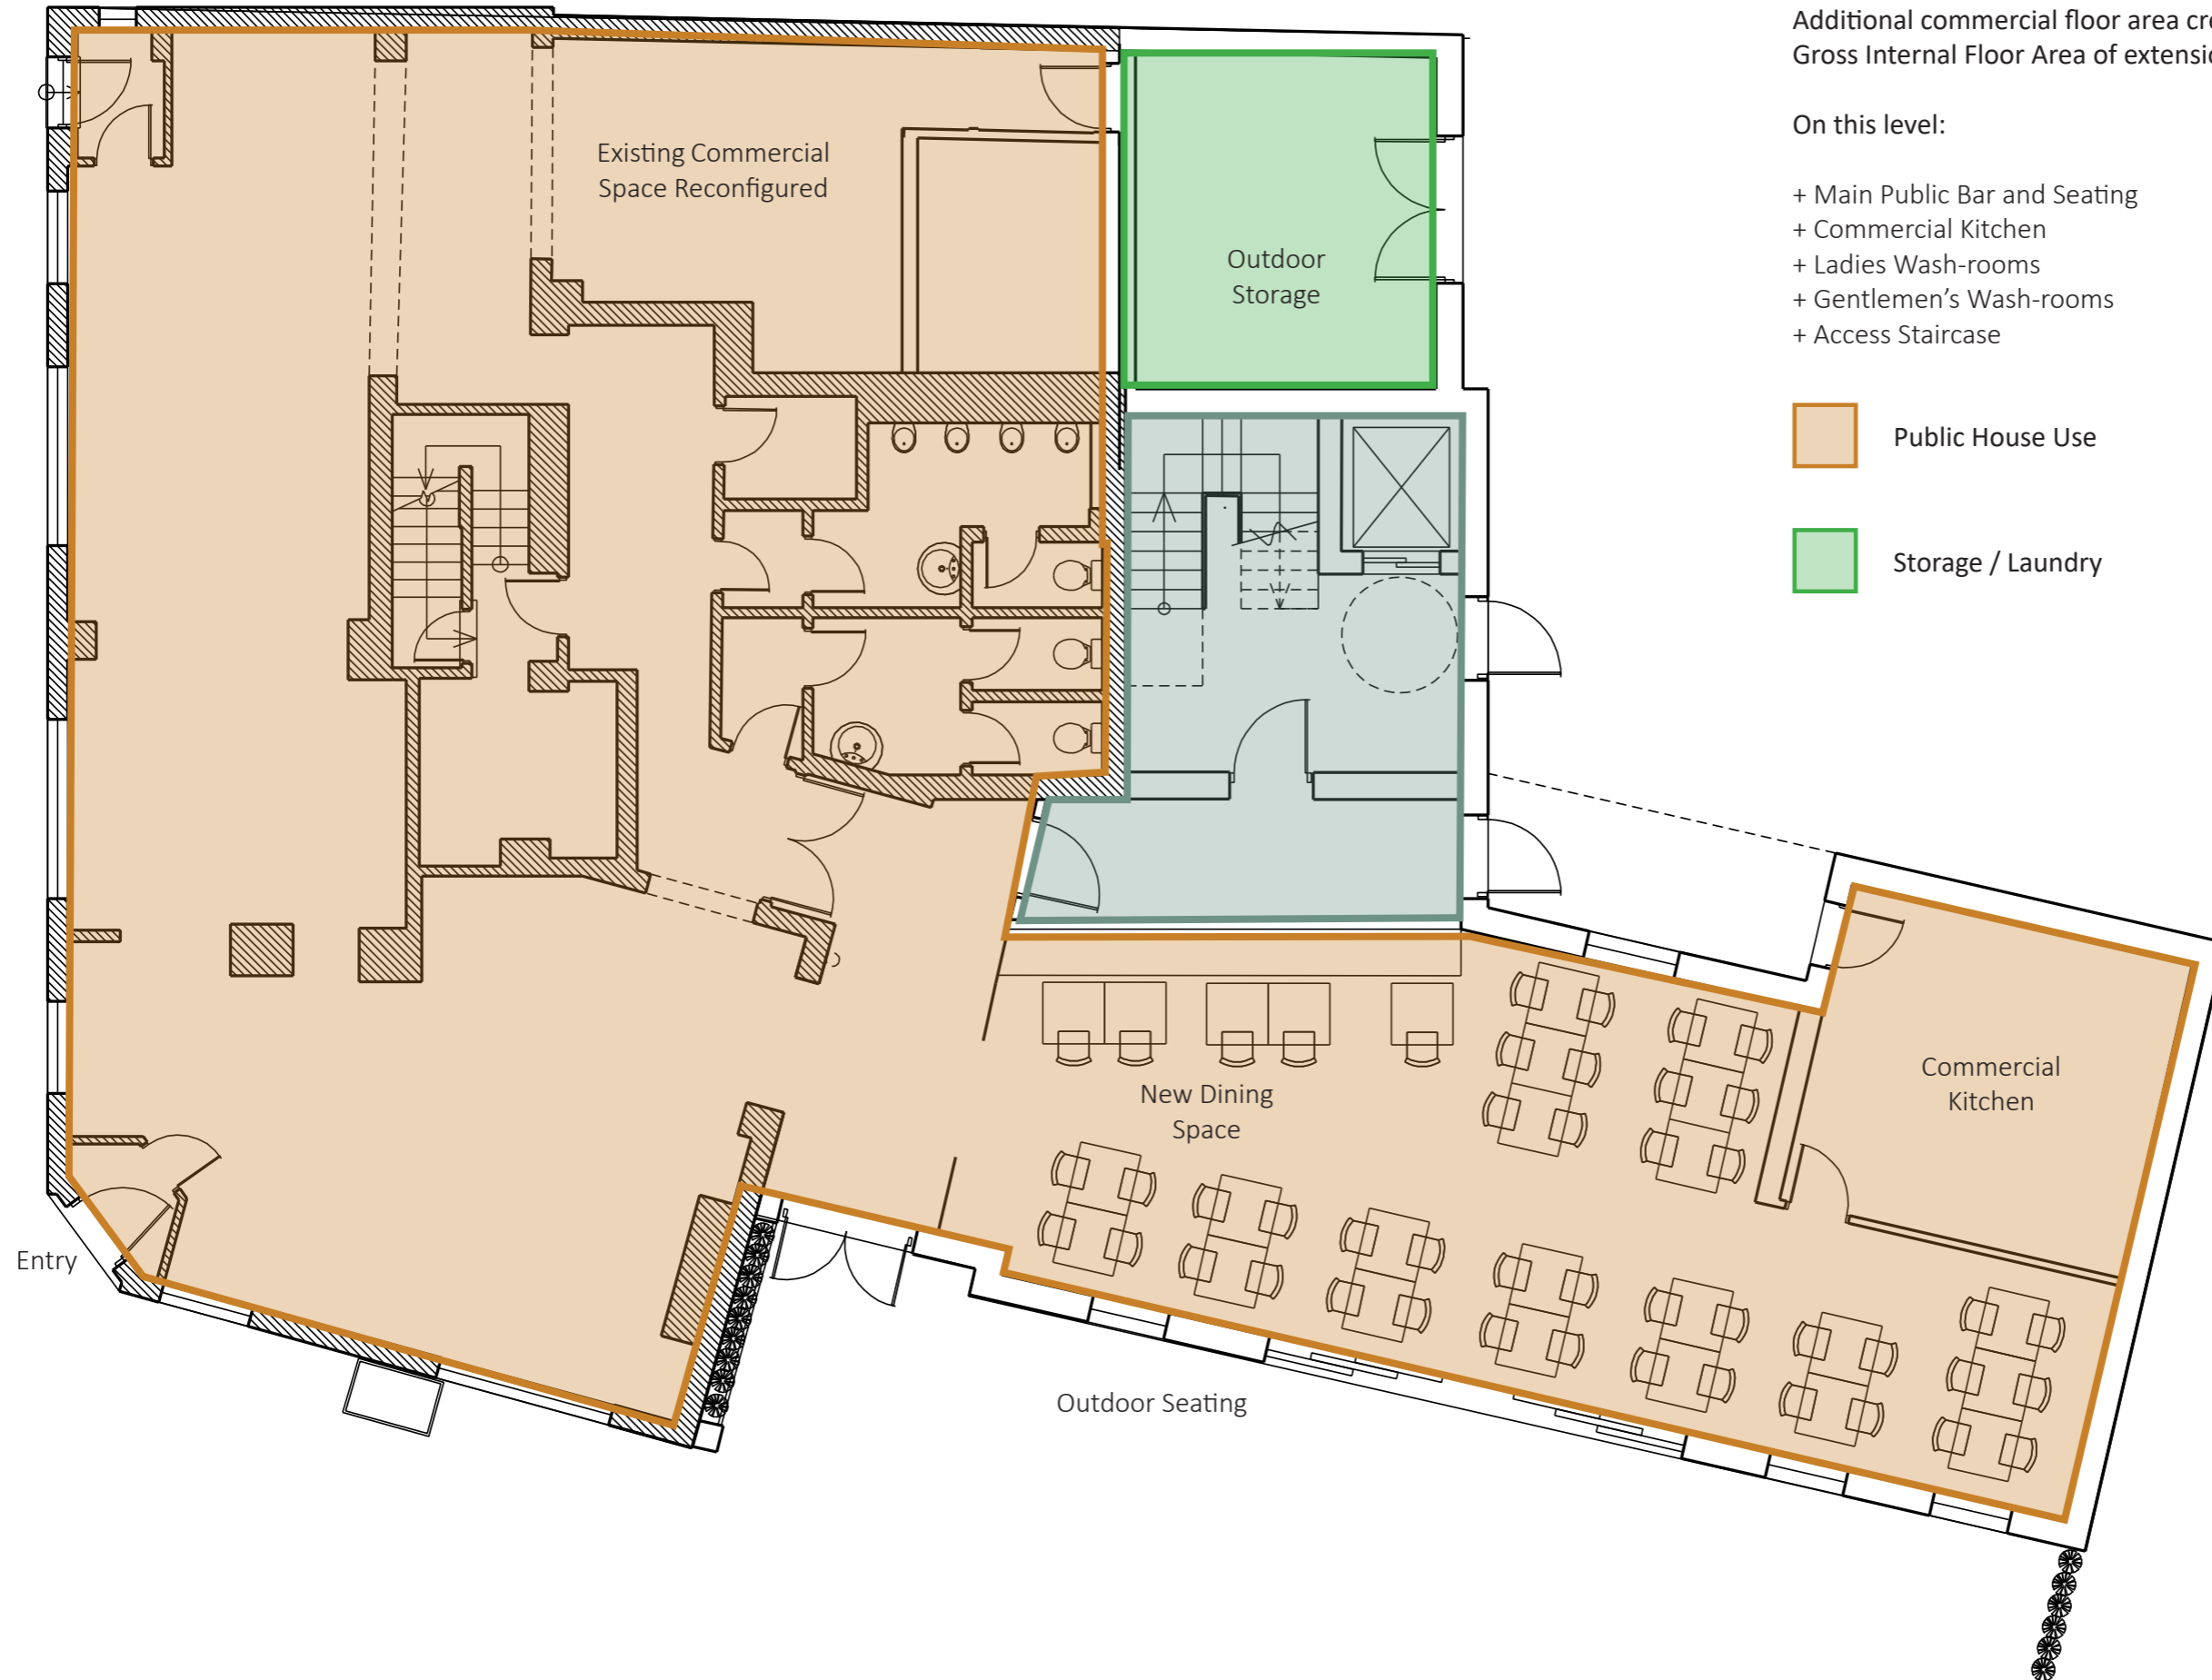 Additional commercial floor area
Gross Internal Floor Area of
On this level:
+ Main Public Bar and Seating
+ Commercial Kitchen
+ Ladies Wash-rooms
+ Gentlemen’s Wash-rooms
+ Access Staircase
Public House Use
Storage / Laundry
Existing Commercial
Space Reconfigured
Outdoor
Storage
Commercial
Kitchen
New Dining
Space
Entry
Outdoor Seating